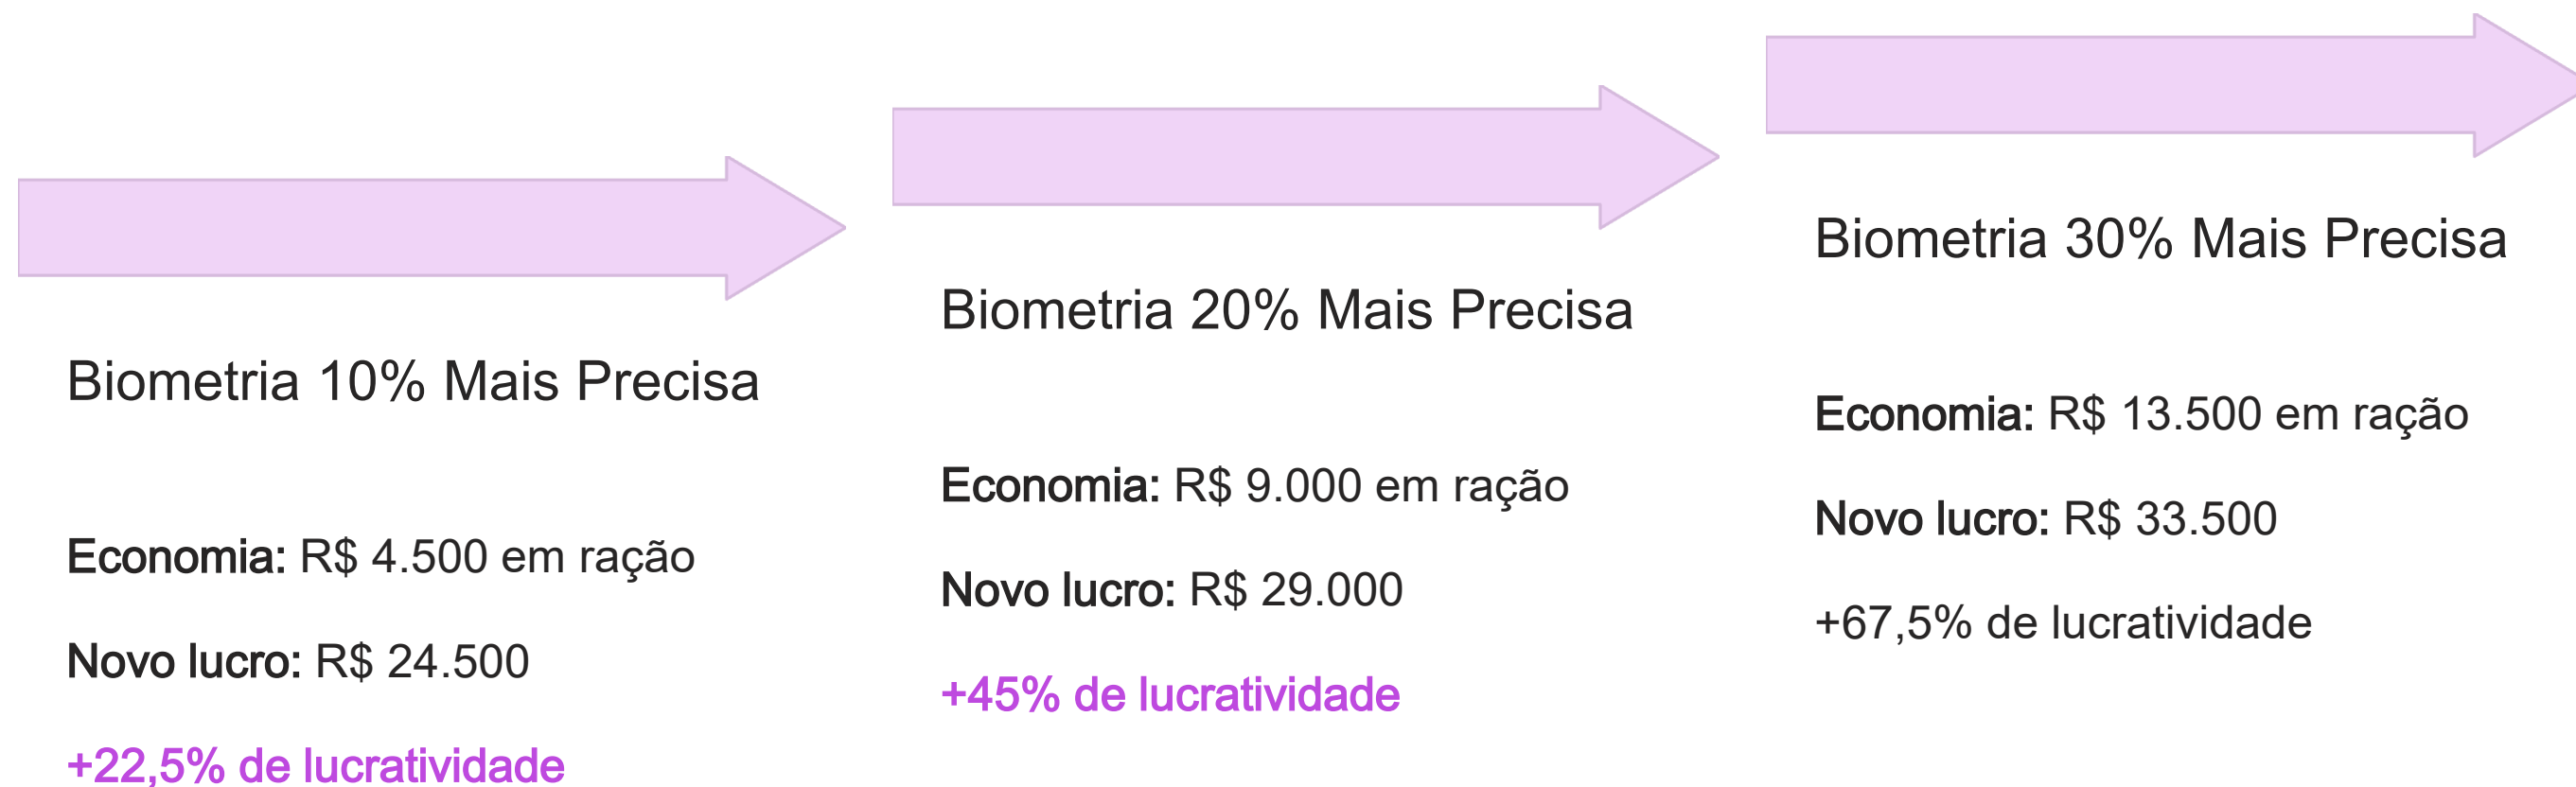 Biometria 10% Mais Precisa
Economia: R$ 4.500 em ração
Novo lucro: R$ 24.500
+22,5% de lucratividade
Biometria 20% Mais Precisa
Economia: R$ 9.000 em ração
Novo lucro: R$ 29.000
+45% de lucratividade
Biometria 30% Mais Precisa
Economia: R$ 13.500 em ração
Novo lucro: R$ 33.500
+67,5% de lucratividade